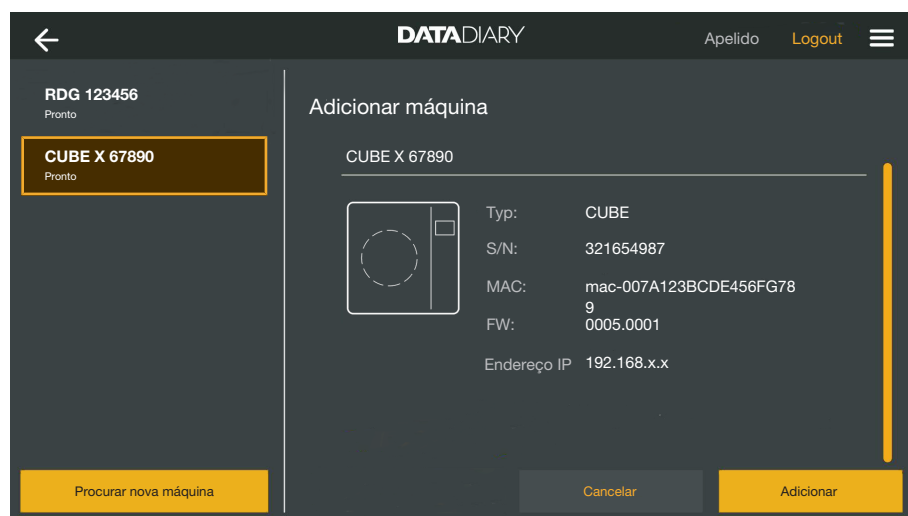 DATADIARY
Apelido Logout
RDG 123456
Pronto
CUBE X 67890
Pronto
Procurar nova máquina
Adicionar máquina
CUBE X 67890
Typ: CUBE
S/N: 321654987
MAC: mac-007A123BCDE456FG78
9
FW: 0005.0001
Endereço IP 192.168.x.x
Cancelar Adicionar